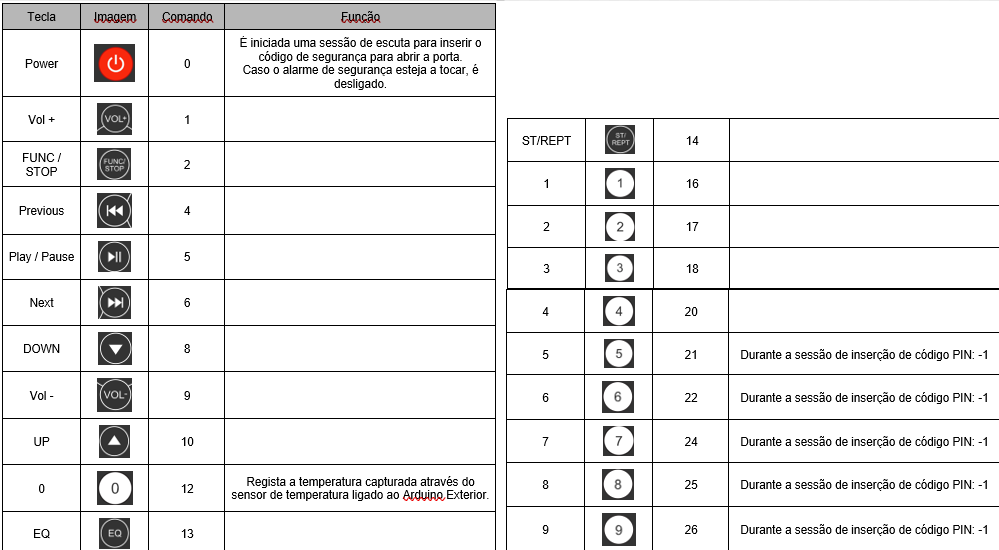 Tecla Imagem Comando Função
Power 0 É iniciada uma sessão de escuta para inserir o
código de segurança para abrir a porta.
Caso o alarme de segurança esteja a tocar, é
desligado.
Vol + VOL+ 1
FUNC / FUNC/ 2
STOP STOP
Previous 4
Play / Pause 5
Next 6
DOWN 8
Vol - VOL- 9
UP 10
0 0 12 Regista a temperatura capturada através do
sensor de temperatura ligado ao Arduino Exterior.
EQ EQ 13
ST/REPT ST/ 14
REPT
1 1 16
2 2 17
3 3 18
4 4 20
5 5 21 Durante a sessão de inserção de código PIN: -1
6 6 22 Durante a sessão de inserção de código PIN: -1
7 7 24 Durante a sessão de inserção de código PIN: -1
8 8 25 Durante a sessão de inserção de código PIN: -1
9 9 26 Durante a sessão de inserção de código PIN: -1